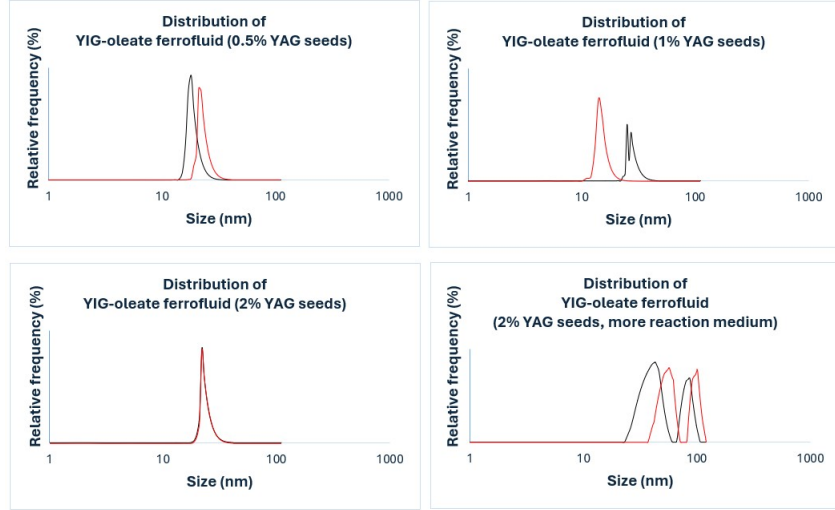 Distribution of
YIG-oleate ferrofluid (0.5% YAG seeds)
Relative frequency (%)
1 10 100 1000
Size (nm)
Distribution of
YIG-oleate ferrofluid (1% YAG seeds)
Relative frequency (%)
1 10 100 1000
Size (nm)
Distribution of
YIG-oleate ferrofluid (2% YAG seeds)
Relative frequency (%)
1 10 100 1000
Size (nm)
Distribution of
YIG-oleate ferrofluid
(2% YAG seeds, more reaction medium)
Relative frequency (%)
1 10 100 1000
Size (nm)